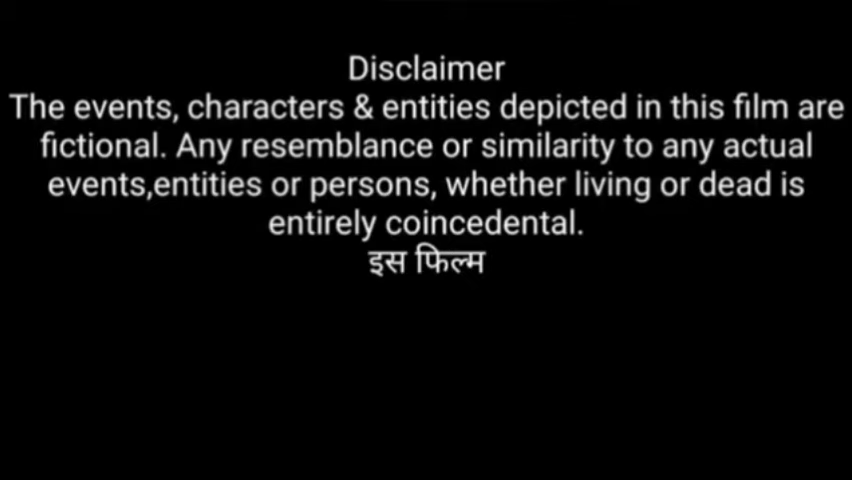 Disclaimer
The events, characters & entities depicted in this film are
fictional. Any resemblance or similarity to any actual
events,entities or persons, whether living or dead is
entirely coincedental.
इस फिल्म